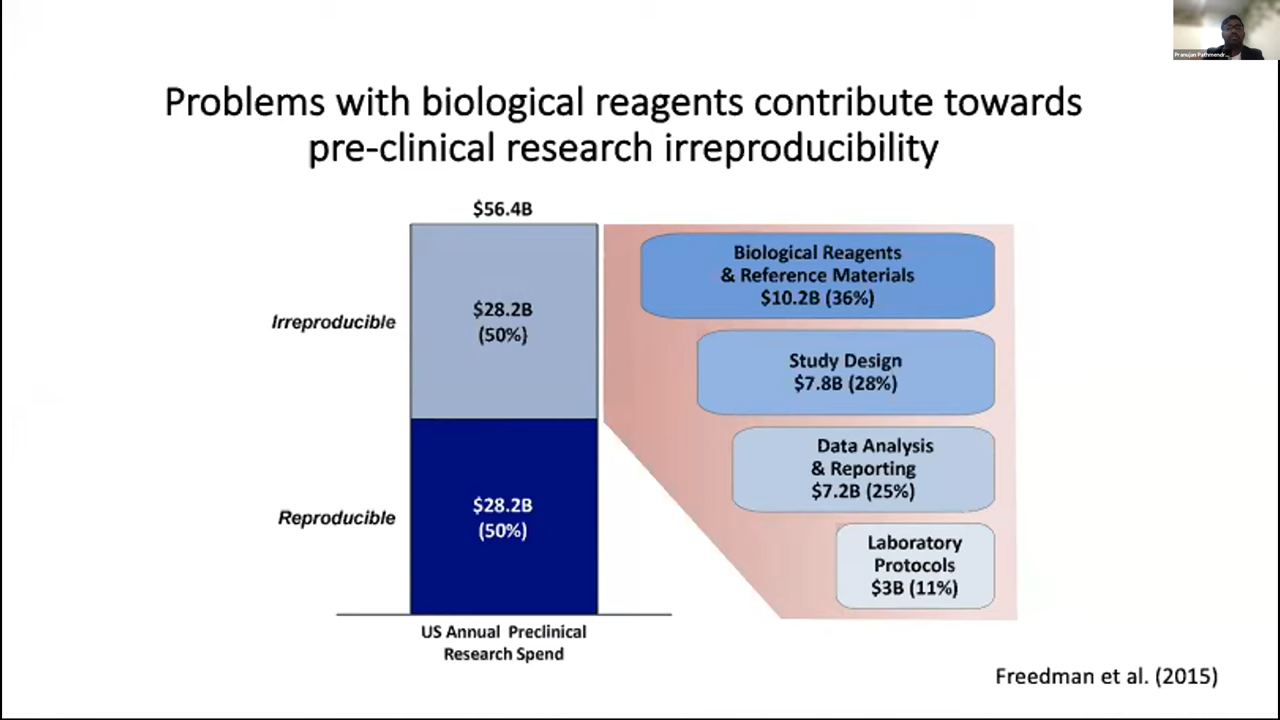 Problems with biological reagents contribute towards
pre-clinical research irreproducibility
$56.4B
Irreproducible
$28.2B
(50%)
Reproducible
$28.2B
(50%)
US Annual Preclinical
Research Spend
Biological Reagents
& Reference Materials
$10.2B (36%)
Study Design
$7.8B (28%)
Data Analysis
& Reporting
$7.2B (25%)
Laboratory
Protocols
$3B (11%)
Freedman et al. (2015)
Pranujan Pathmendr...